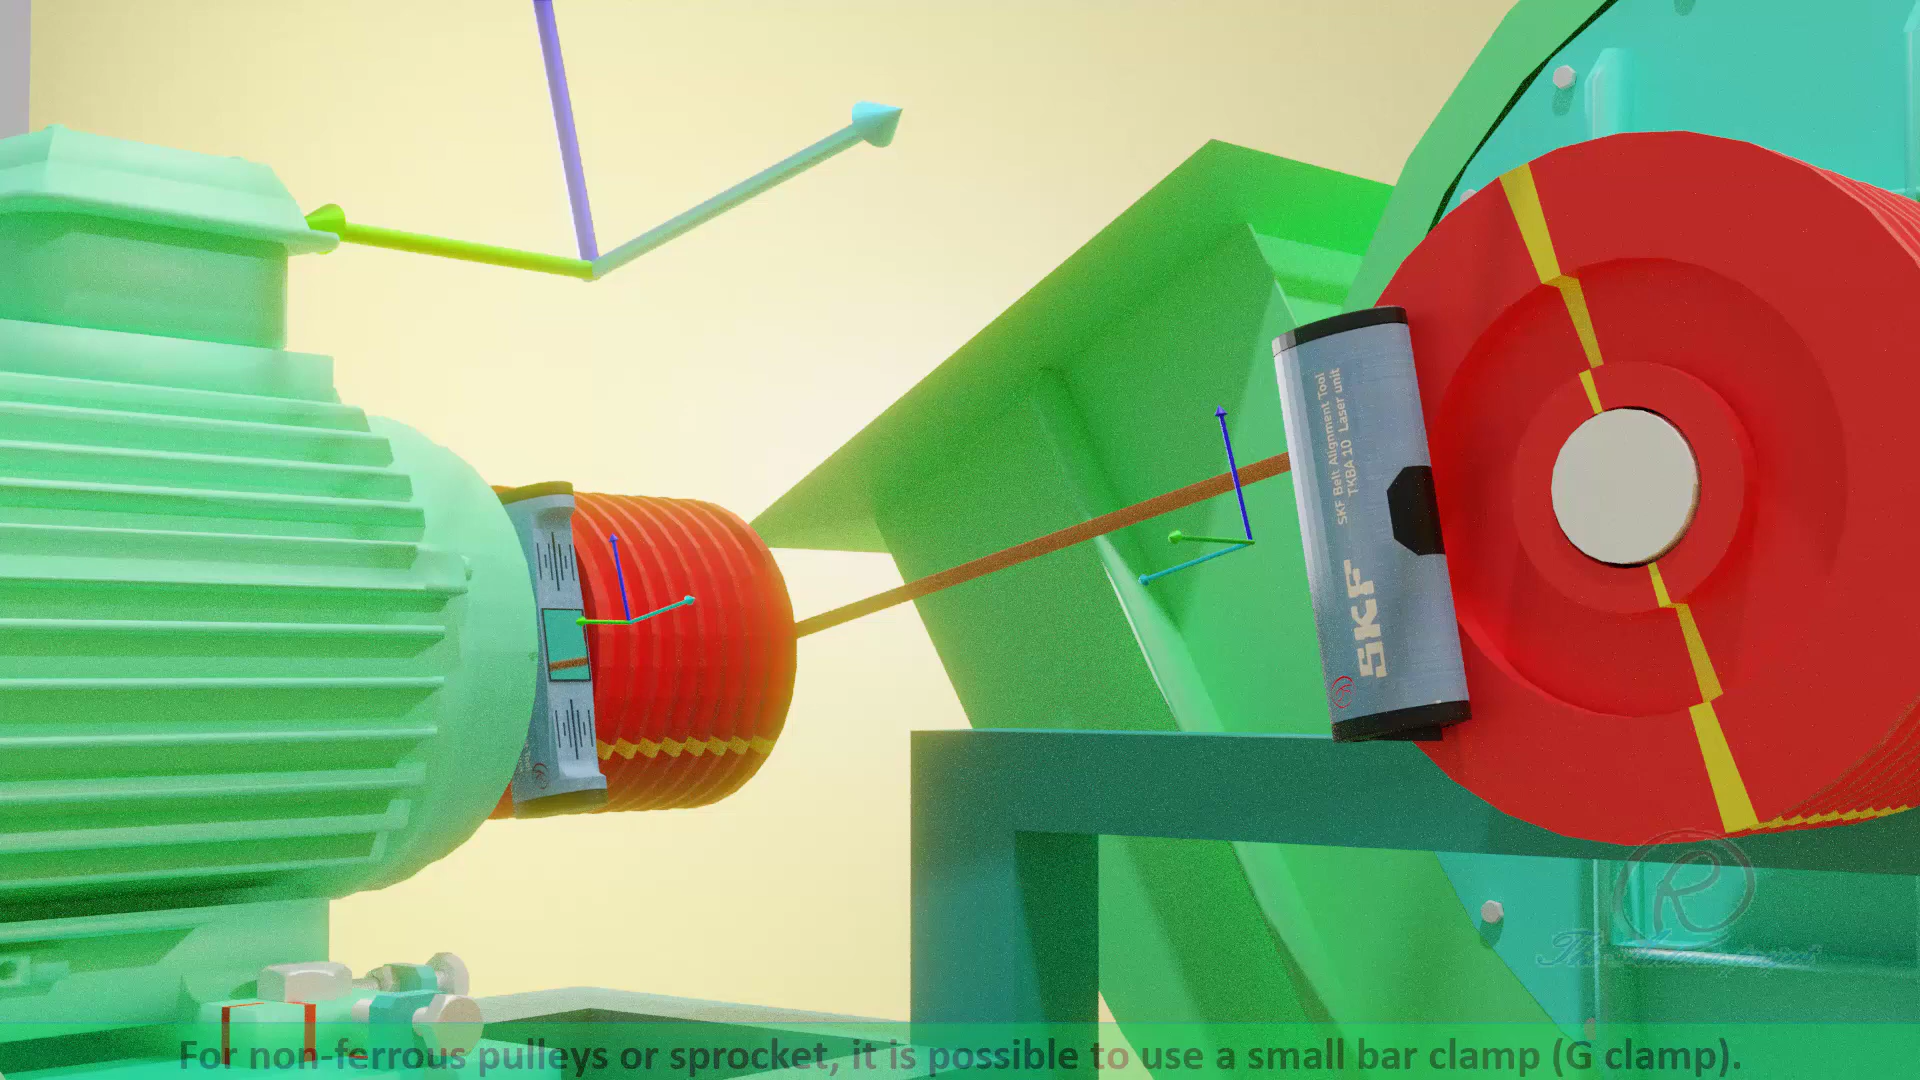 SKF Belt Alignment Tool
TKBA 10 Laser unit
SKF
For non-ferrous pulleys or sprocket, it is possible to use a small bar clamp (G clamp).